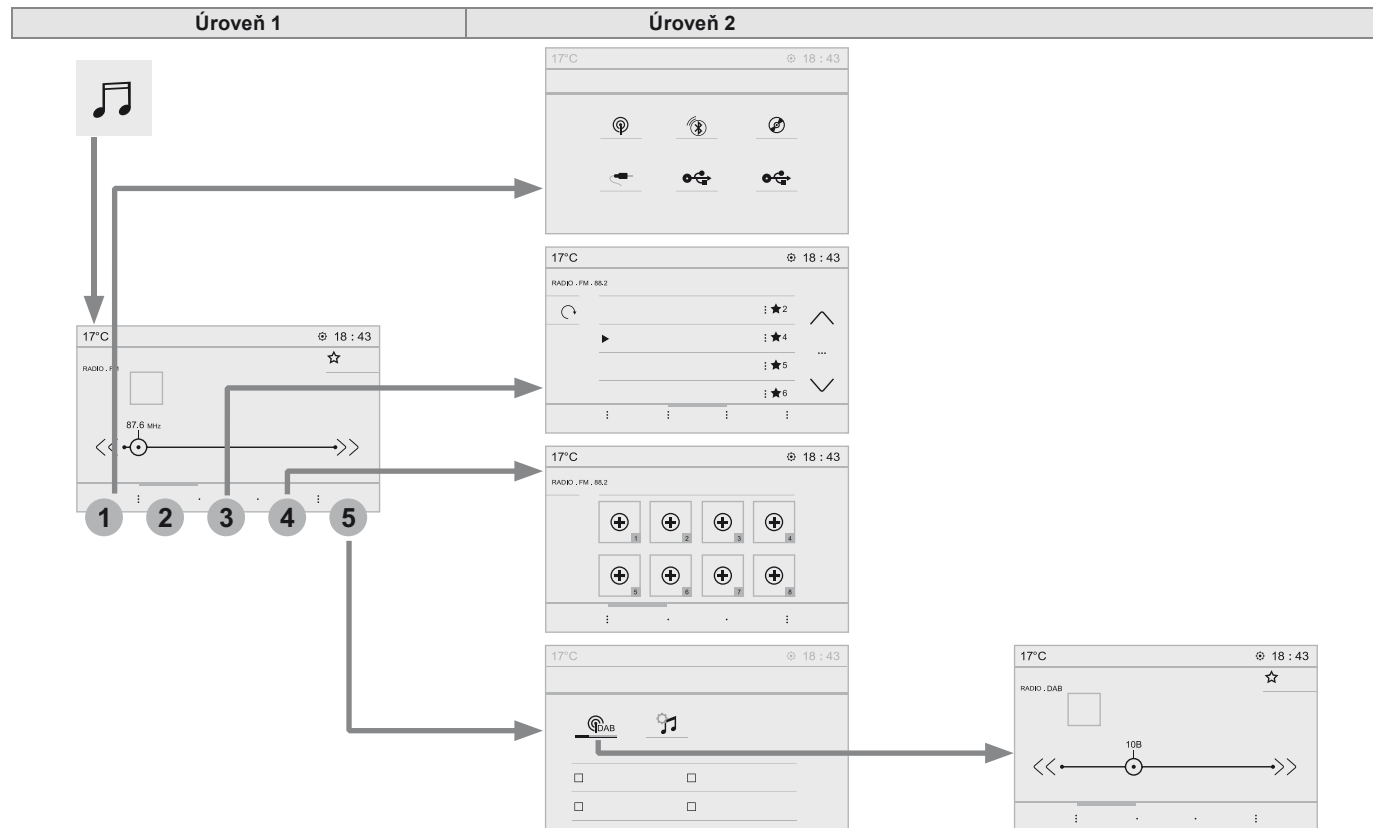 Úroveň 1
Úroveň 2
17°C 18 : 43
17°C 18 : 43
RADIO . FM . 88.2
2
4
...
5
6
17°C 18 : 43
RADIO . FM
87.6 MHz
1 2 3 4 5
17°C 18 : 43
RADIO . FM . 88.2
1 2 3 4
5 6 7 8
17°C 18 : 43
DAB
17°C 18 : 43
RADIO . DAB
10B